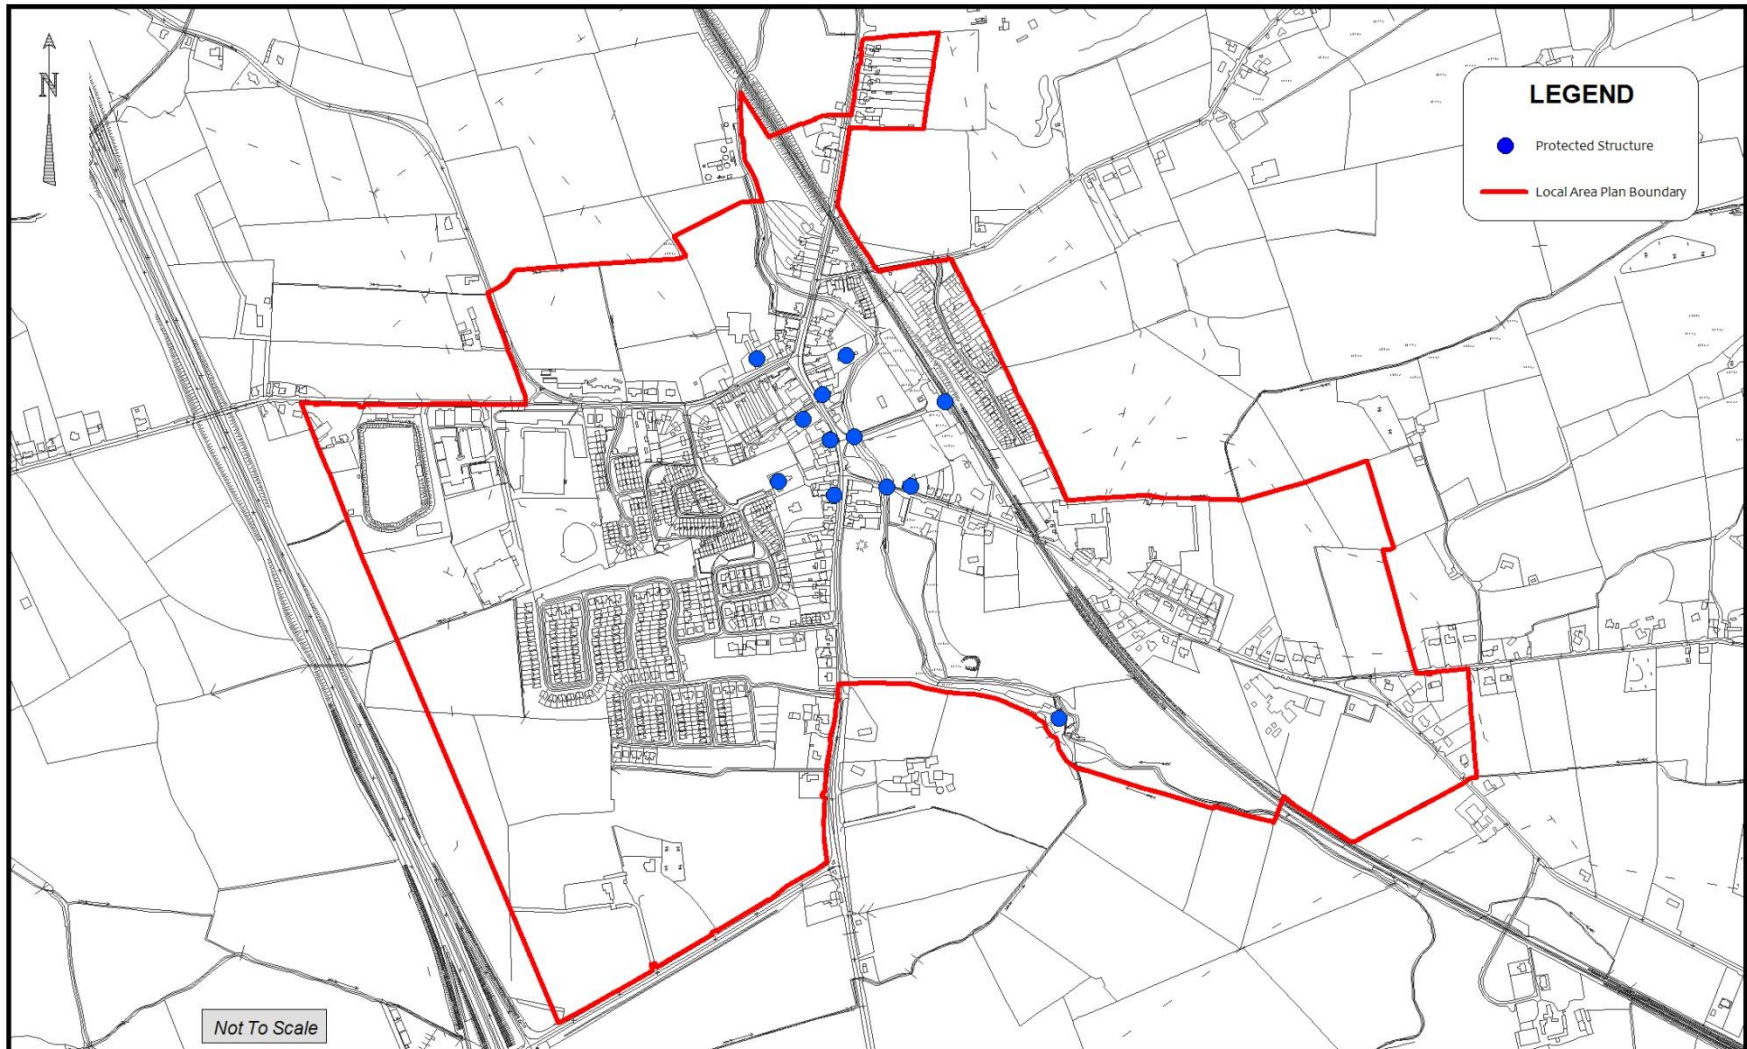 N
LEGEND
Protected Structure
Local Area Plan Boundary
Not To Scale